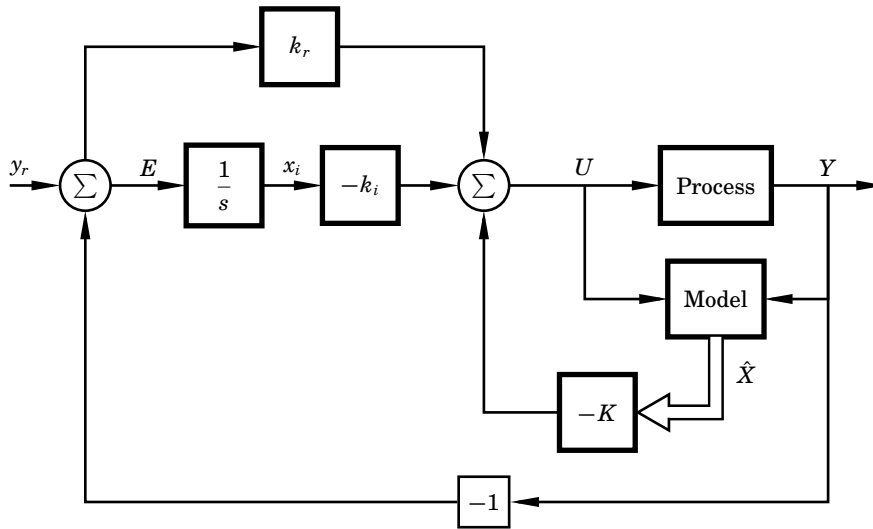 k_r
y_r
∑
E
1/s
x_i
−k_i
∑
U
Process
Y
Model
X̂
−K
−1